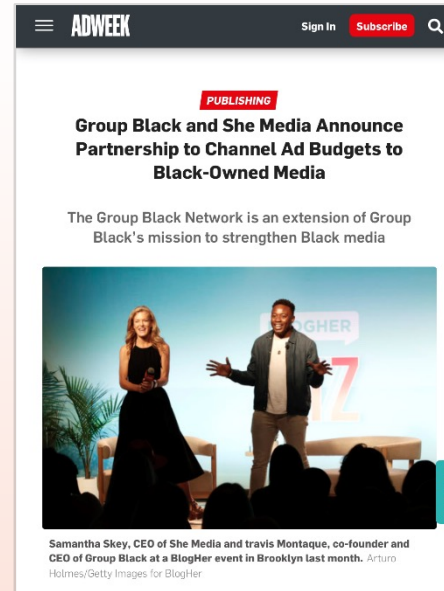 ADWEEK
Sign In
Subscribe
PUBLISHING
Group Black and She Media Announce
Partnership to Channel Ad Budgets to
Black-Owned Media
The Group Black Network is an extension of Group
Black's mission to strengthen Black media
BLOGHER
Samantha Skey, CEO of She Media and travis Montaque, co-founder and
CEO of Group Black at a BlogHer event in Brooklyn last month. Arturo
Holmes/Getty Images for BlogHer